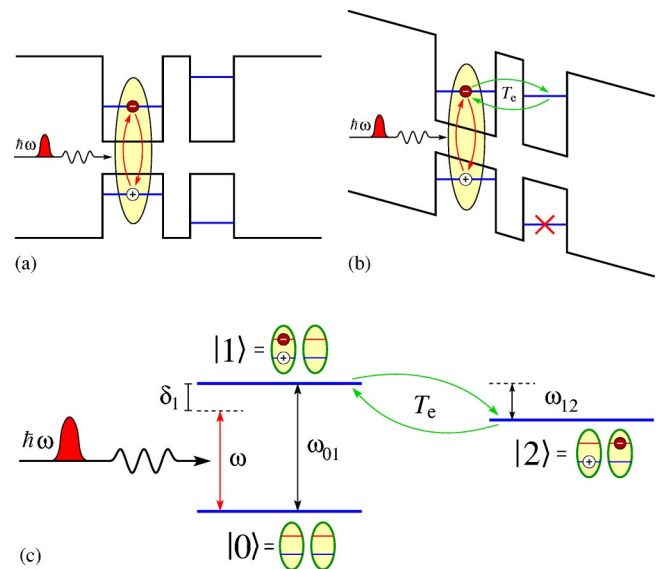 ħω
(a)
ħω
Tₑ
(b)
|1⟩=
δ₁
ħω
ω
ω₀₁
Tₑ
ω₁₂
|2⟩=
|0⟩=
(c)